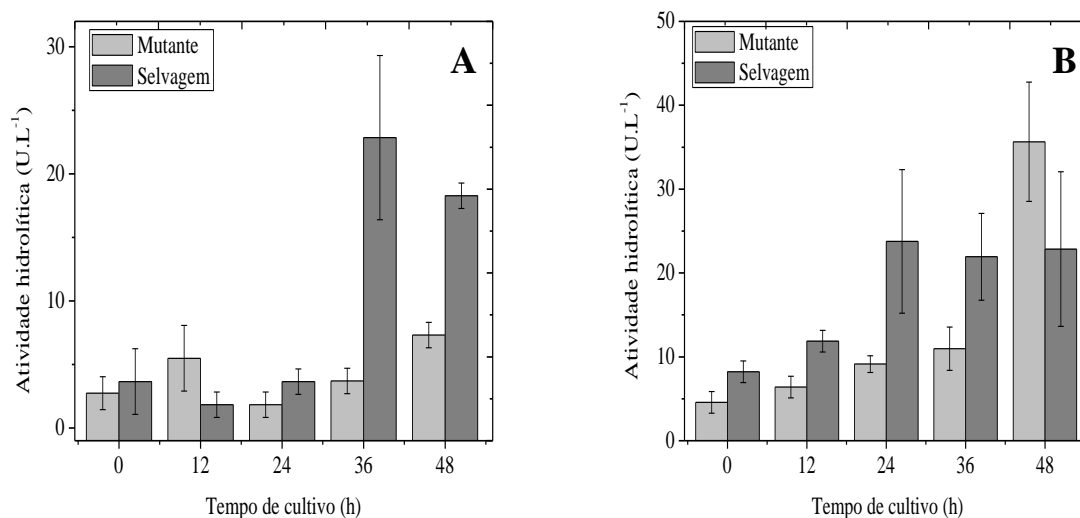 A
Mutante
Selvagem
Atividade hidrolítica (U.L⁻¹)
30
20
10
0
0 12 24 36 48
Tempo de cultivo (h)
B
Mutante
Selvagem
Atividade hidrolítica (U.L⁻¹)
50
40
30
20
10
0
0 12 24 36 48
Tempo de cultivo (h)